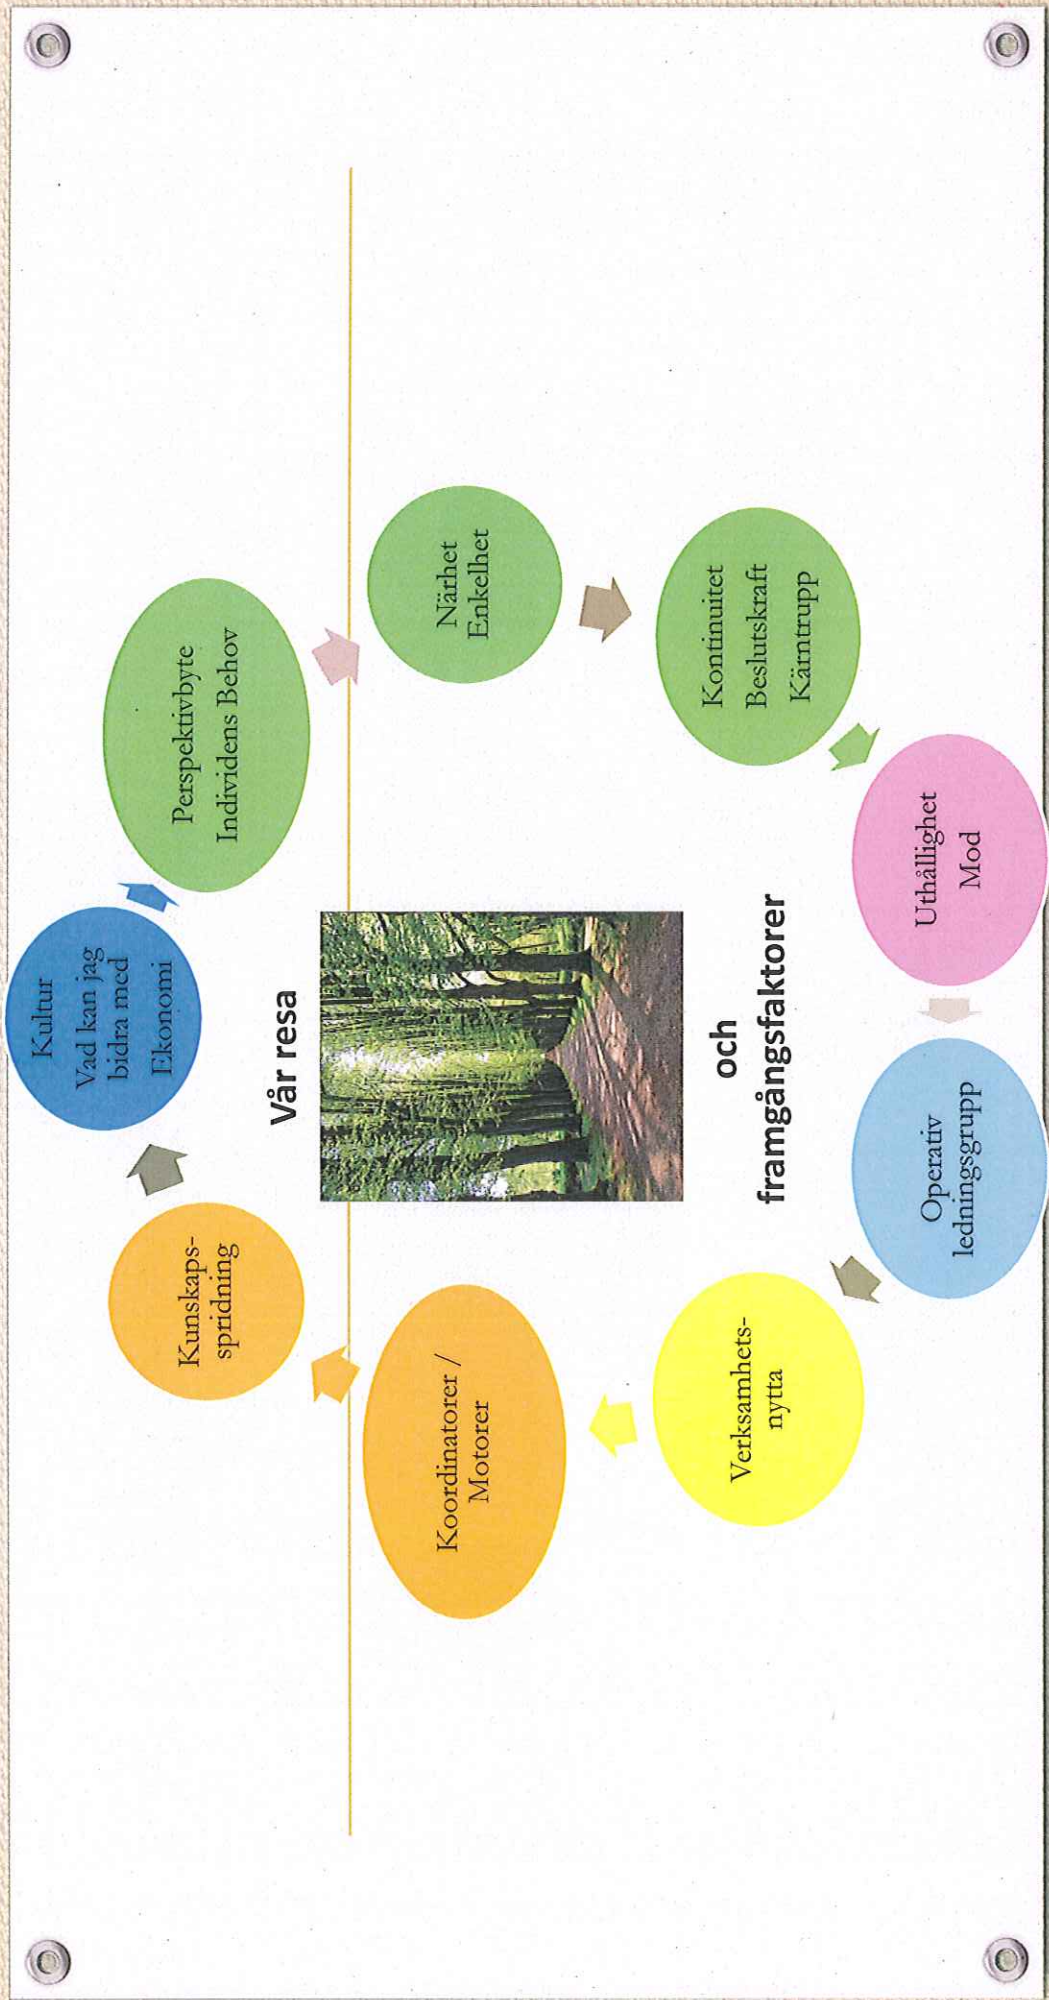 Kultur
Vad kan jag
bidra med
Ekonomi
Perspektivbyte
Individens Behov
Närhet
Enkelhet
Kontinuitet
Beslutskraft
Kärntrupp
Uthållighet
Mod
Operativ
ledningsgrupp
Verksamhets-
nytta
Koordinatorer /
Motorer
Kunskaps-
spridning
Vår resa
och
framgångsfaktorer